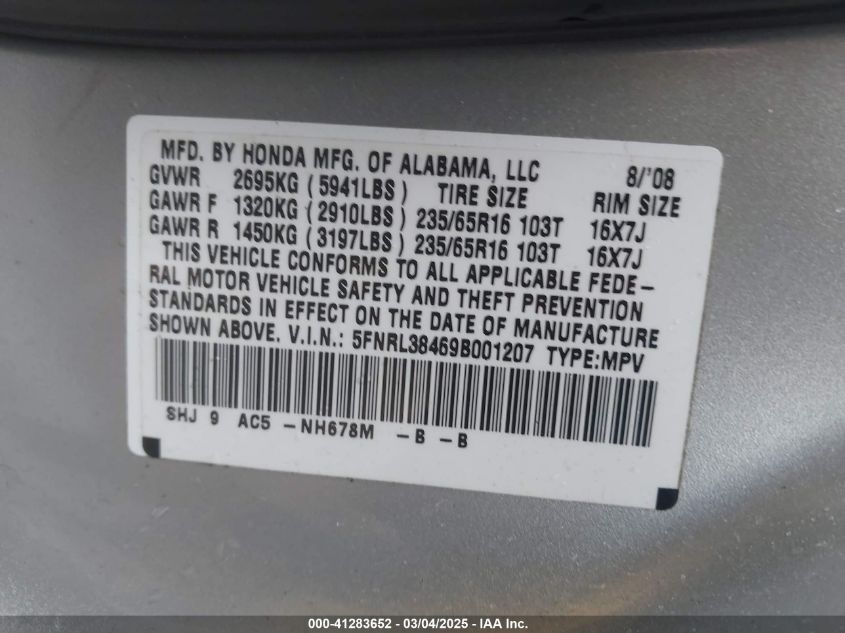 MFD. BY HONDA MFG. OF ALABAMA, LLC 8/'08
GVWR 2695KG (5941LBS) TIRE SIZE RIM SIZE
GAWR F 1320KG (2910LBS) 235/65R16 103T 16X7J
GAWR R 1450KG (3197LBS) 235/65R16 103T 16X7J
THIS VEHICLE CONFORMS TO ALL APPLICABLE FEDE-
RAL MOTOR VEHICLE SAFETY AND THEFT PREVENTION
STANDARDS IN EFFECT ON THE DATE OF MANUFACTURE
SHOWN ABOVE. V.I.N.: 5FNRL38469B001207 TYPE:MPV
SHJ 9 AC5 -NH678M -B -B
000-41283652 - 03/04/2025 - IAA Inc.